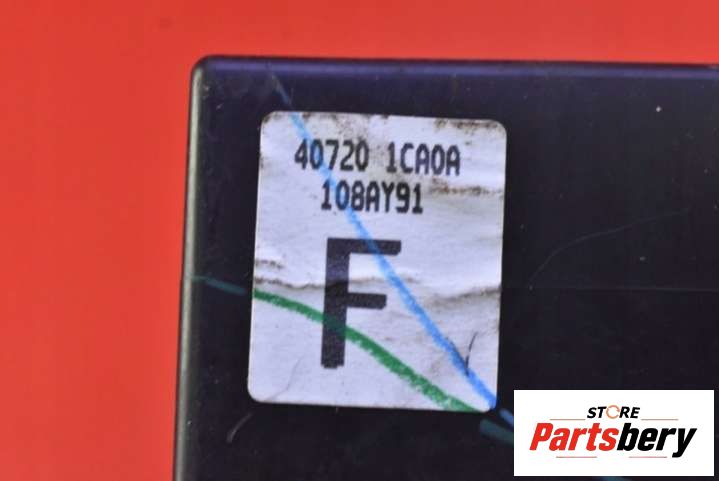 40720 1CA0A
108AY91
F
STORE
Partsbery